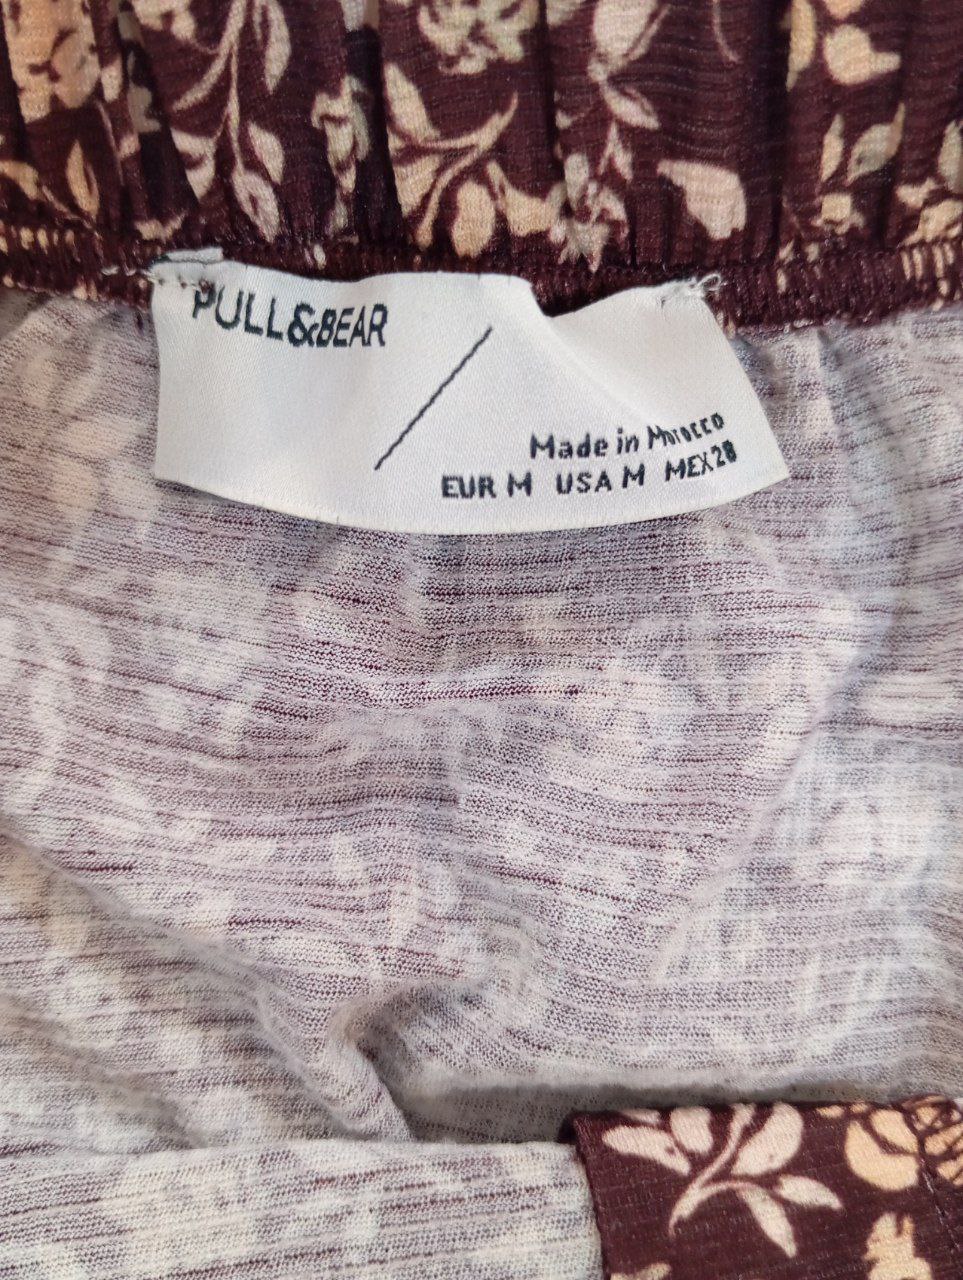 PULL&BEAR
Made in Morocco
EUR M USA M MEX 28